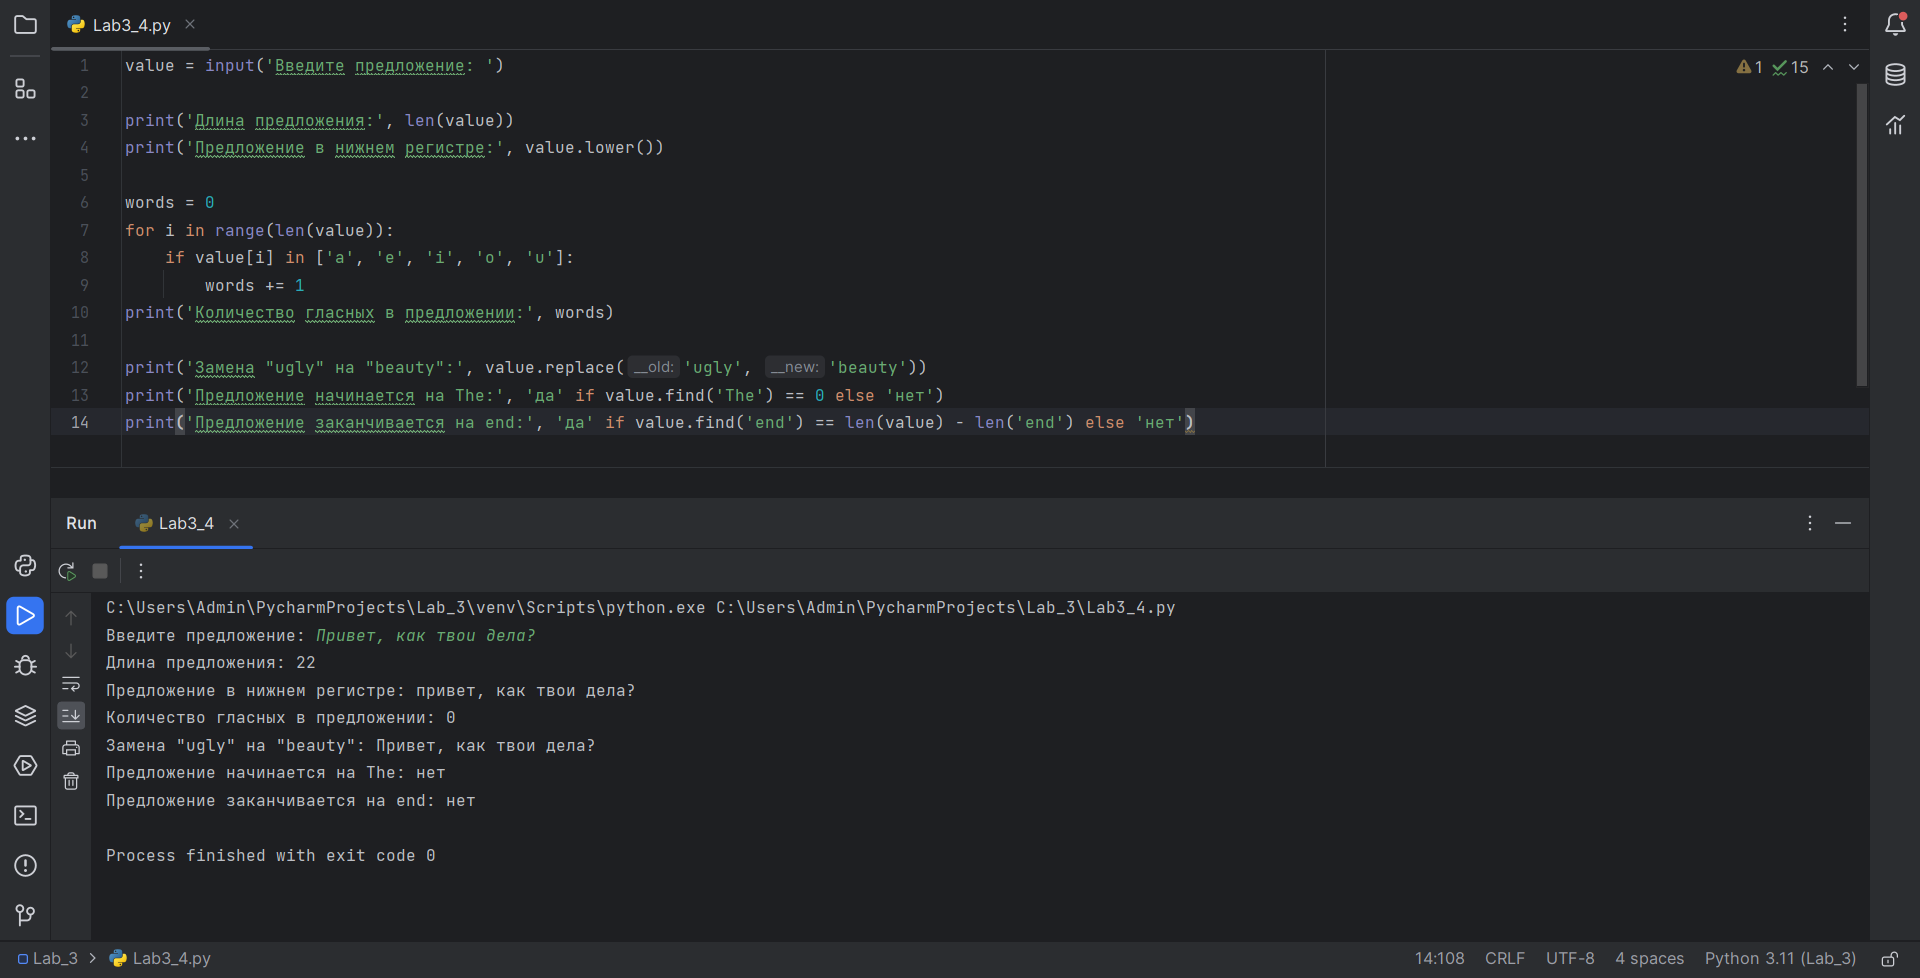 Lab3_4.py
1 value = input('Введите предложение: ')
2
3 print('Длина предложения:', len(value))
4 print('Предложение в нижнем регистре:', value.lower())
5
6 words = 0
7 for i in range(len(value)):
8 if value[i] in ['a', 'e', 'i', 'o', 'u']:
9 words += 1
10 print('Количество гласных в предложении:', words)
11
12 print('Замена "ugly" на "beauty":', value.replace(__old: 'ugly', __new: 'beauty'))
13 print('Предложение начинается на The:', 'да' if value.find('The') == 0 else 'нет')
14 print('Предложение заканчивается на end:', 'да' if value.find('end') == len(value) - len('end') else 'нет')
1 15
Run Lab3_4
C:\Users\Admin\PycharmProjects\Lab_3\venv\Scripts\python.exe C:\Users\Admin\PycharmProjects\Lab_3\Lab3_4.py
Введите предложение: Привет, как твои дела?
Длина предложения: 22
Предложение в нижнем регистре: привет, как твои дела?
Количество гласных в предложении: 0
Замена "ugly" на "beauty": Привет, как твои дела?
Предложение начинается на The: нет
Предложение заканчивается на end: нет
Process finished with exit code 0
Lab_3 > Lab3_4.py 14:108 CRLF UTF-8 4 spaces Python 3.11 (Lab_3)